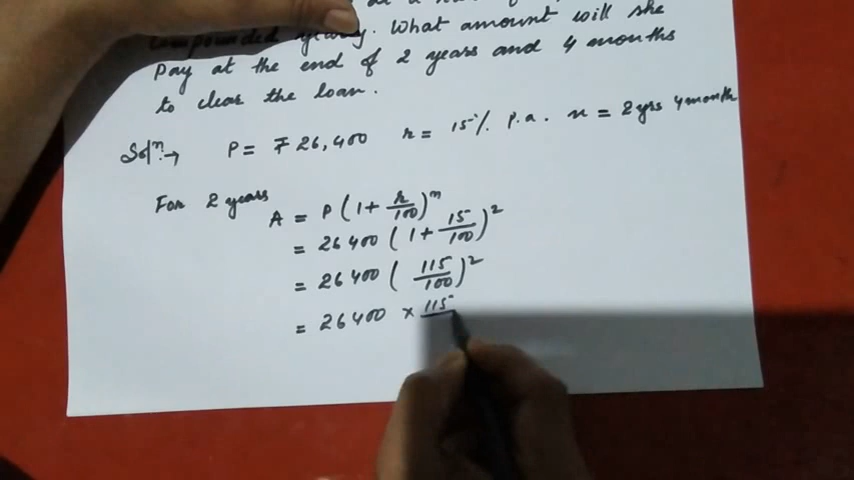 at a
compounded yearly. What amount will she
pay at the end of 2 years and 4 months
to clear the loan.
Solⁿ:→ P = ₹ 26,400 r = 15% p.a. n = 2 yrs 4 month
For 2 years
A = P ( 1 + r/100 )ⁿ
= 26400 ( 1 + 15/100 )²
= 26400 ( 115/100 )²
= 26400 × 115